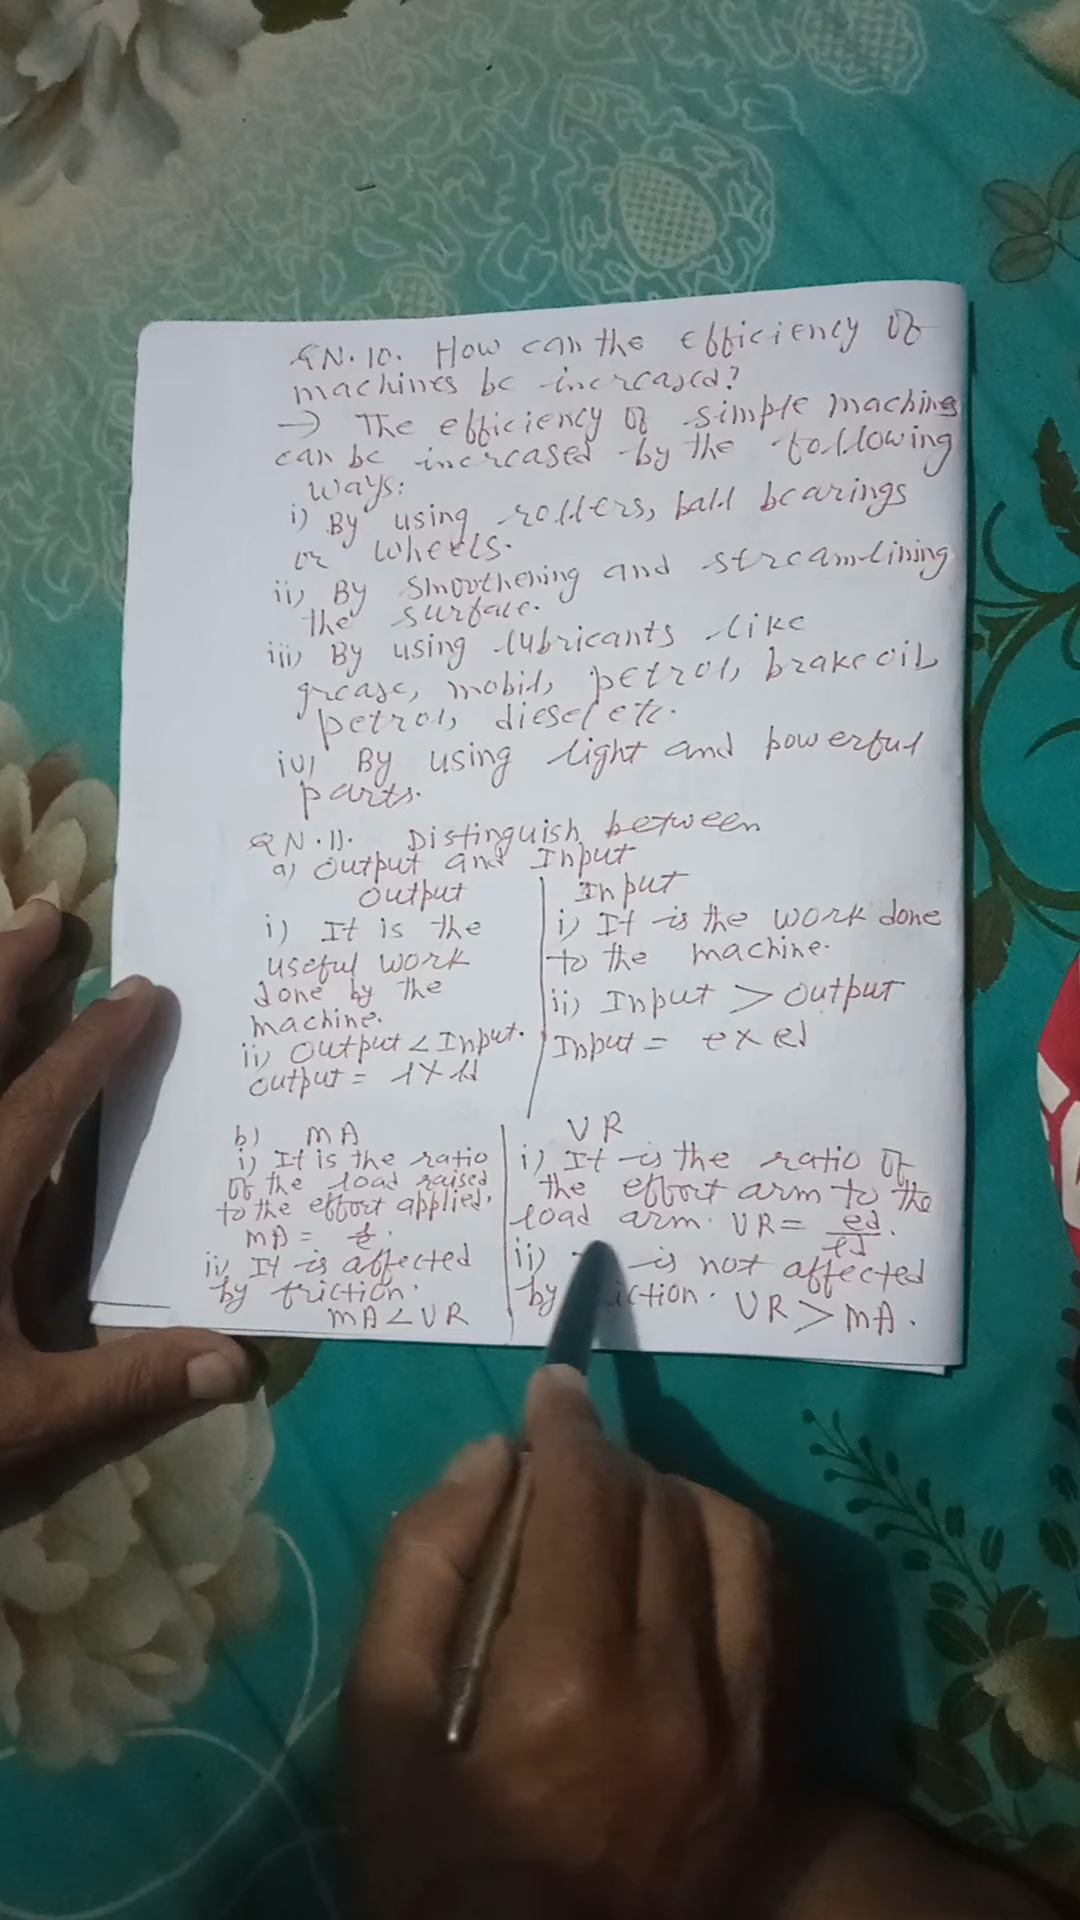 QN.10. How can the efficiency of
machines be increased?
→ The efficiency of simple machines
can be increased by the following
ways:
i) By using rollers, ball bearings
or wheels.
ii) By smoothening and streamlining
the surface.
iii) By using lubricants like
grease, mobil, petrol, brake oil
petrol, diesel etc.
iv) By using light and powerful
parts.
QN.11. Distinguish between
a) Output and Input
Output
i) It is the
useful work
done by the
machine.
ii) Output < Input.
Output = l x ld
Input
i) It is the work done
to the machine.
ii) Input > Output
Input = e x ed
b) MA
i) It is the ratio
of the load raised
to the effort applied.
MA =
ii) It is affected
by friction.
MA < VR
VR
i) It is the ratio of
the effort arm to the
load arm. VR = ed/ld.
ii) is not affected
by VR > MA.